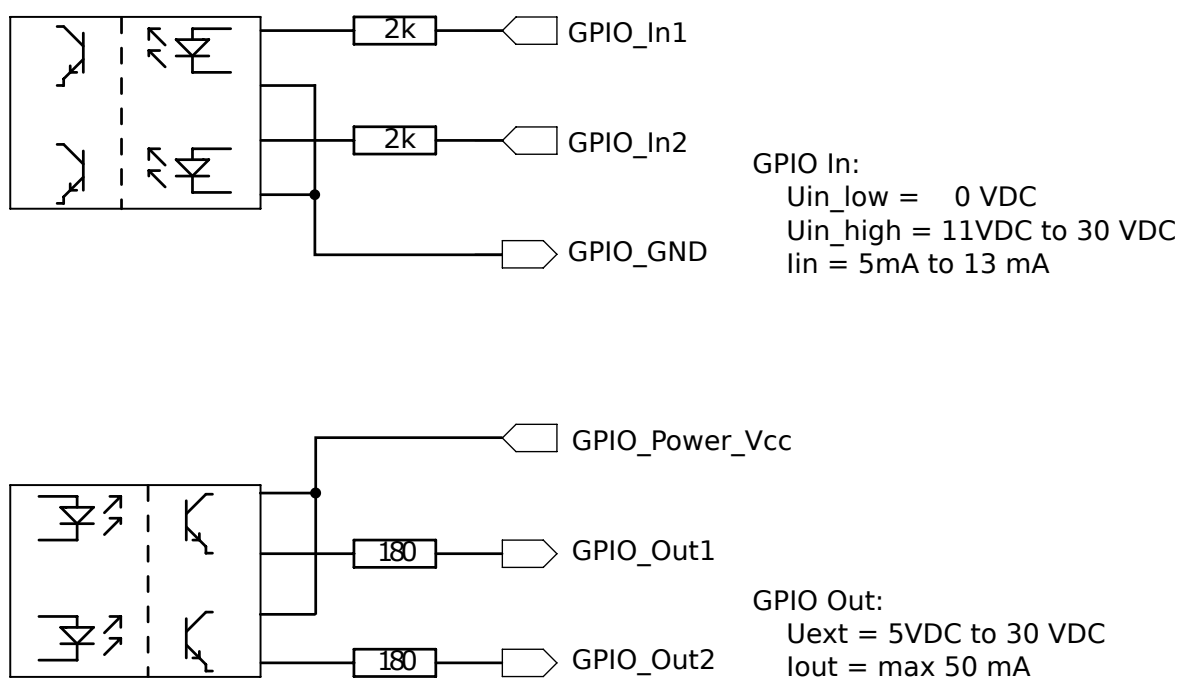 2k
GPIO_In1
2k
GPIO_In2
GPIO_GND
GPIO In:
Uin_low = 0 VDC
Uin_high = 11VDC to 30 VDC
Iin = 5mA to 13 mA
GPIO_Power_Vcc
180
GPIO_Out1
180
GPIO_Out2
GPIO Out:
Uext = 5VDC to 30 VDC
Iout = max 50 mA